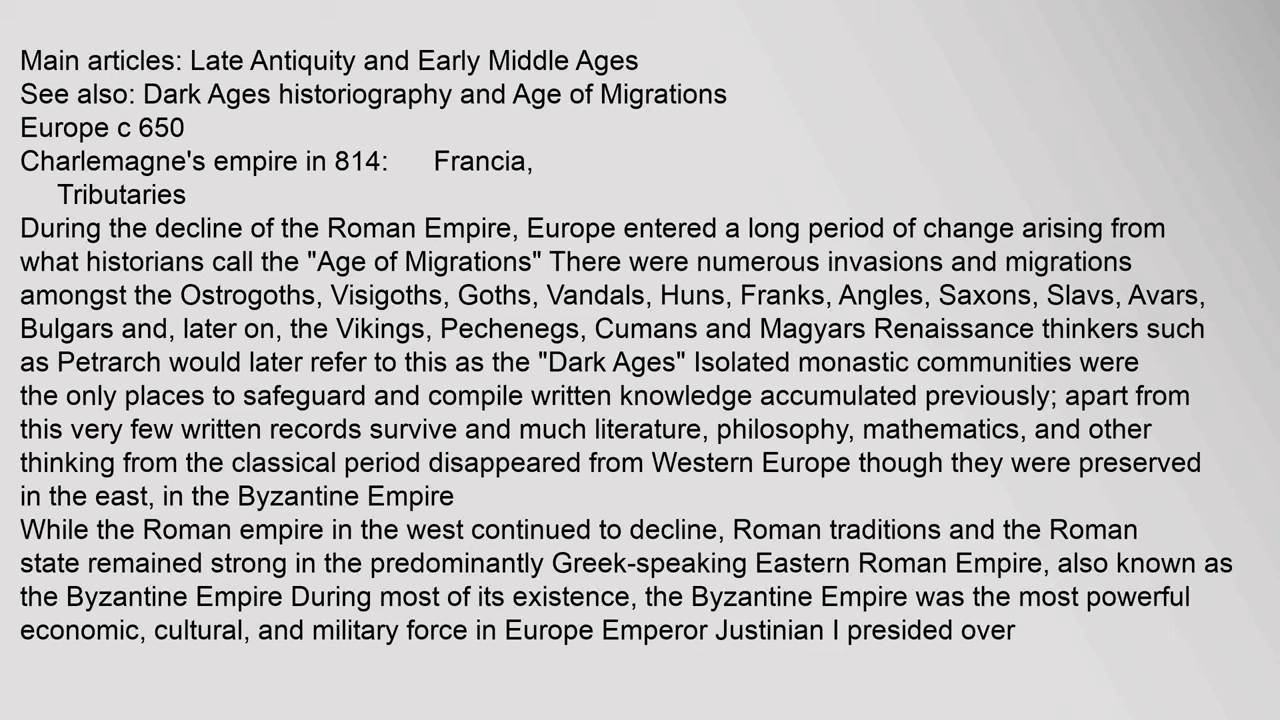 Main articles: Late Antiquity and Early Middle Ages
See also: Dark Ages historiography and Age of Migrations
Europe c 650
Charlemagne's empire in 814:      Francia,
Tributaries
During the decline of the Roman Empire, Europe entered a long period of change arising from
what historians call the "Age of Migrations" There were numerous invasions and migrations
amongst the Ostrogoths, Visigoths, Goths, Vandals, Huns, Franks, Angles, Saxons, Slavs, Avars,
Bulgars and, later on, the Vikings, Pechenegs, Cumans and Magyars Renaissance thinkers such
as Petrarch would later refer to this as the "Dark Ages" Isolated monastic communities were
the only places to safeguard and compile written knowledge accumulated previously; apart from
this very few written records survive and much literature, philosophy, mathematics, and other
thinking from the classical period disappeared from Western Europe though they were preserved
in the east, in the Byzantine Empire
While the Roman empire in the west continued to decline, Roman traditions and the Roman
state remained strong in the predominantly Greek-speaking Eastern Roman Empire, also known as
the Byzantine Empire During most of its existence, the Byzantine Empire was the most powerful
economic, cultural, and military force in Europe Emperor Justinian I presided over